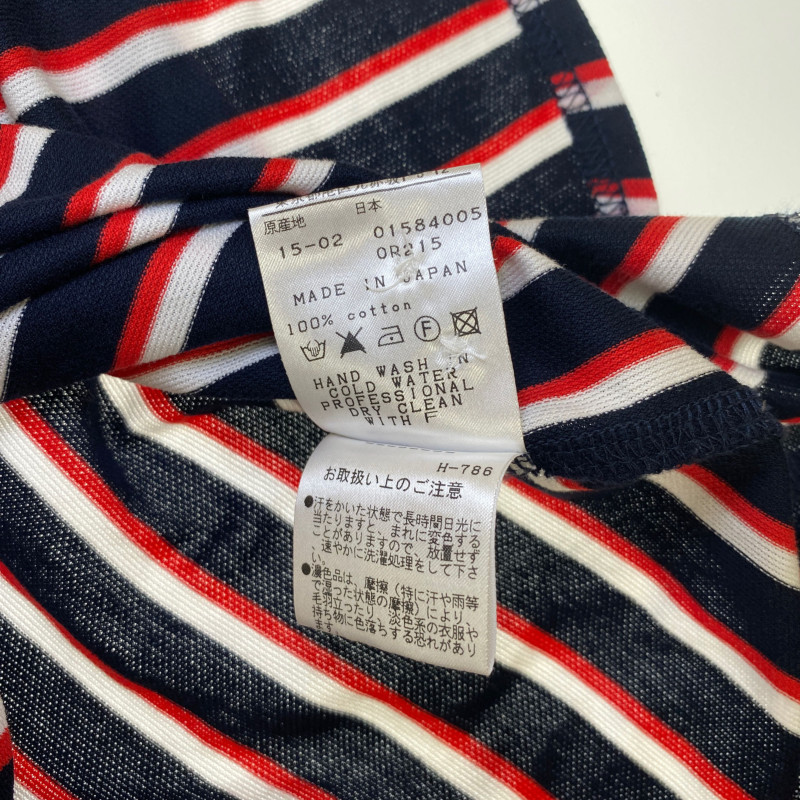 原産地 日本
15-02 01584005
0R215
MADE IN JAPAN
100% cotton
F
HAND WASH IN
COLD WATER
PROFESSIONAL
DRY CLEAN
WITH F
H-786
お取扱い上のご注意
●汗をかいた状態で長時間日光に
当たりますと、まれに変色する
ことがありますので、放置せず
速やかに洗濯処理をして下さ
い。
●濃色品は、摩擦（特に汗や雨等
で湿った状態の摩擦）により、
毛羽立ったり、淡色系の衣服や
持ち物に色落ちする恐れがあり
ます。